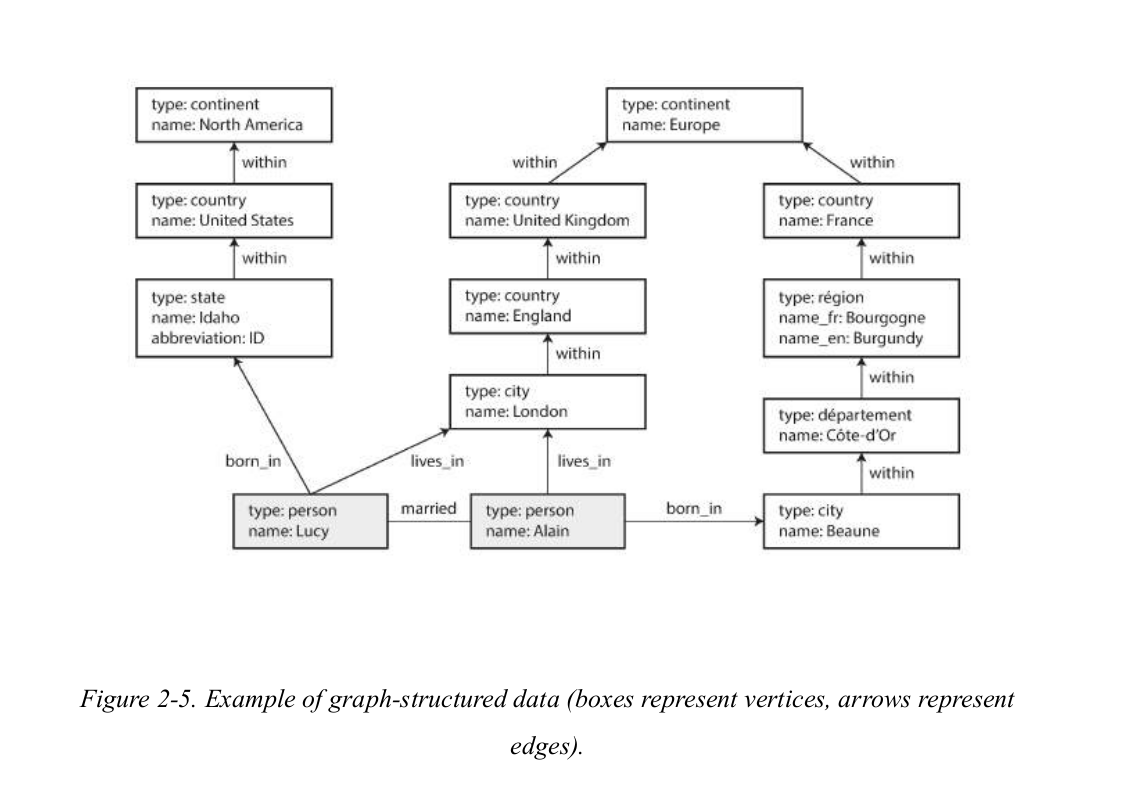 type: continent
name: North America
type: continent
name: Europe
within
within
within
type: country
name: United States
type: country
name: United Kingdom
type: country
name: France
within
within
within
type: state
name: Idaho
abbreviation: ID
type: country
name: England
type: région
name_fr: Bourgogne
name_en: Burgundy
within
within
type: city
name: London
type: département
name: Côte-d'Or
born_in
lives_in
lives_in
within
type: person
name: Lucy
married
type: person
name: Alain
born_in
type: city
name: Beaune
Figure 2-5. Example of graph-structured data (boxes represent vertices, arrows represent
edges).